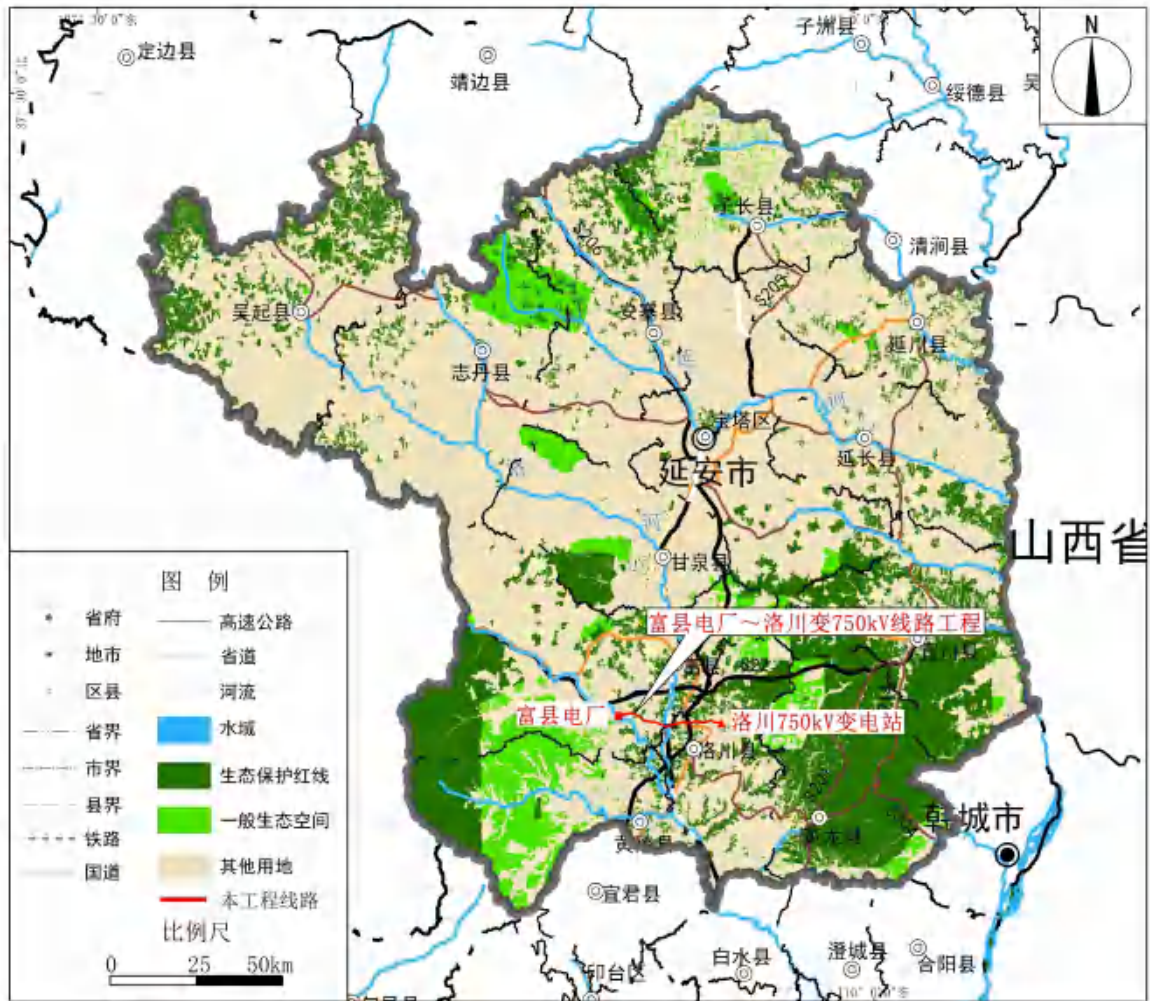 定边县
靖边县
子洲县
绥德县
吴
N
子长县
清涧县
吴起县
安塞县
S205
延川县
志丹县
延
河
宝塔区
延安市
延长县
洛
河
甘泉县
山西省
富县电厂～洛川变750kV线路工程
富县电厂
洛川750kV变电站
洛川县
韩城市
宜君县
印台区
白水县
澄城县
合阳县
图 例
省府
地市
区县
省界
市界
县界
铁路
国道
高速公路
省道
河流
水域
生态保护红线
一般生态空间
其他用地
本工程线路
比例尺
0 25 50km